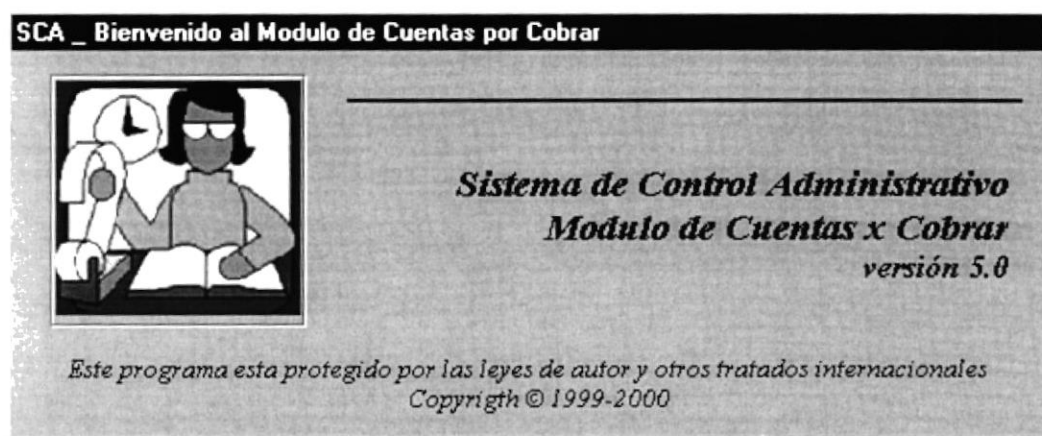 SCA _ Bienvenido al Modulo de Cuentas por Cobrar
Sistema de Control Administrativo
Modulo de Cuentas x Cobrar
versión 5.0
Este programa esta protegido por las leyes de autor y otros tratados internacionales
Copyrigth © 1999-2000